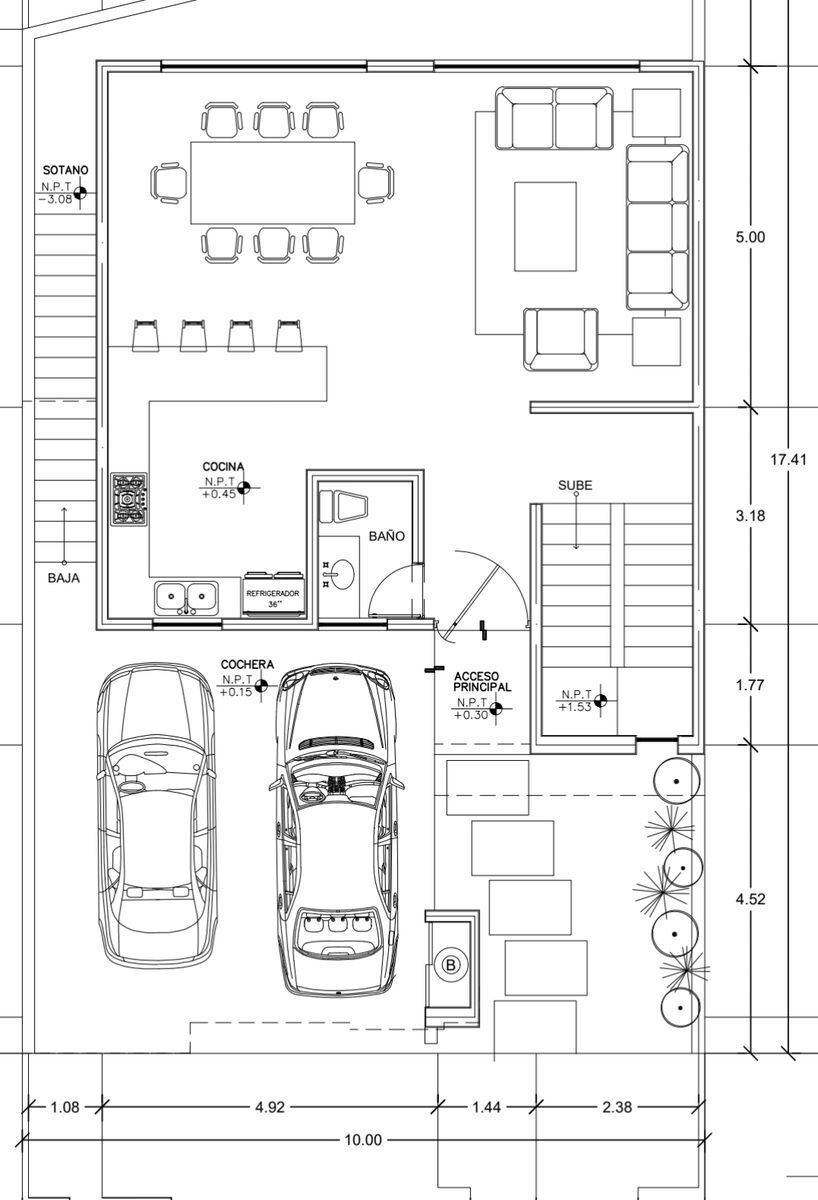 SOTANO
N.P.T
-3.08
5.00
17.41
COCINA
N.P.T
+0.45
SUBE
3.18
BAÑO
BAJA
REFRIGERADOR
36"
COCHERA
N.P.T
+0.15
ACCESO
PRINCIPAL
N.P.T
+0.30
N.P.T
+1.53
1.77
4.52
B
1.08
4.92
1.44
2.38
10.00